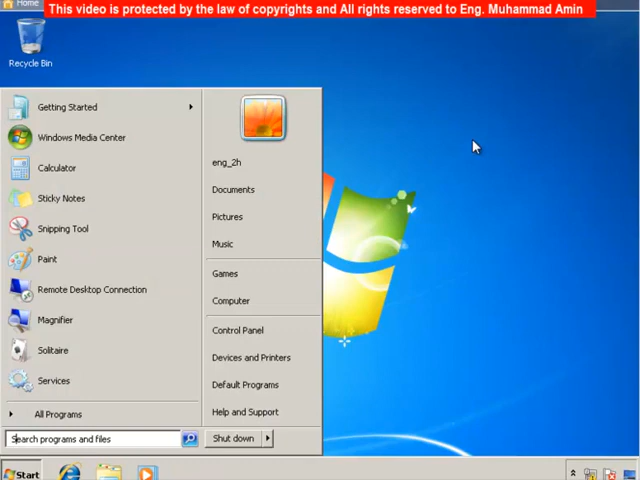 Home
This video is protected by the law of copyrights and All rights reserved to Eng. Muhammad Amin
Recycle Bin
Getting Started
Windows Media Center
Calculator
Sticky Notes
Snipping Tool
Paint
Remote Desktop Connection
Magnifier
Solitaire
Services
All Programs
Search programs and files
eng_2h
Documents
Pictures
Music
Games
Computer
Control Panel
Devices and Printers
Default Programs
Help and Support
Shut down
Start